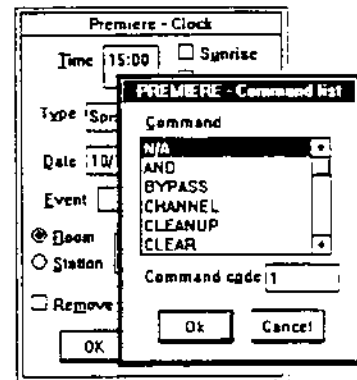 Premiere - Clock
Time 15:00 Sunrise
PREMIERE - Command list
Type
Command
N/A
AND
BYPASS
CHANNEL
CLEANUP
CLEAR
Date 10/
Event
Station
Remove
Command code 1
Ok Cancel
OK